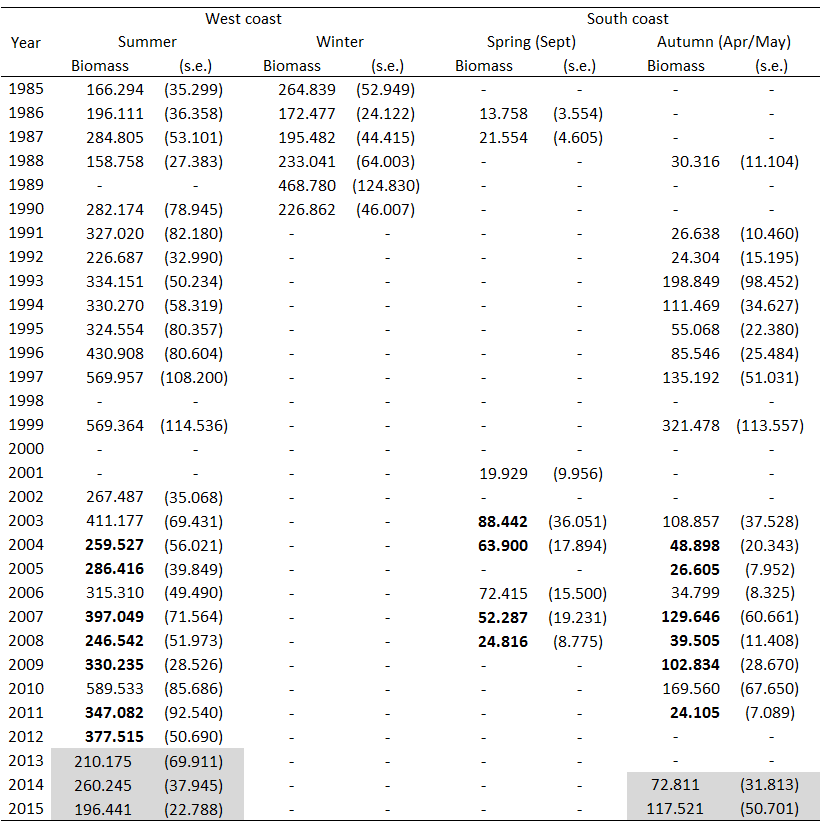 West coast South coast
Year Summer Winter Spring (Sept) Autumn (Apr/May)
Biomass (s.e.) Biomass (s.e.) Biomass (s.e.) Biomass (s.e.)
1985 166.294 (35.299) 264.839 (52.949) - - - -
1986 196.111 (36.358) 172.477 (24.122) 13.758 (3.554) - -
1987 284.805 (53.101) 195.482 (44.415) 21.554 (4.605) - -
1988 158.758 (27.383) 233.041 (64.003) - - 30.316 (11.104)
1989 - - 468.780 (124.830) - - - -
1990 282.174 (78.945) 226.862 (46.007) - - - -
1991 327.020 (82.180) - - - - 26.638 (10.460)
1992 226.687 (32.990) - - - - 24.304 (15.195)
1993 334.151 (50.234) - - - - 198.849 (98.452)
1994 330.270 (58.319) - - - - 111.469 (34.627)
1995 324.554 (80.357) - - - - 55.068 (22.380)
1996 430.908 (80.604) - - - - 85.546 (25.484)
1997 569.957 (108.200) - - - - 135.192 (51.031)
1998 - - - - - - - -
1999 569.364 (114.536) - - - - 321.478 (113.557)
2000 - - - - - - - -
2001 - - - - 19.929 (9.956) - -
2002 267.487 (35.068) - - - - - -
2003 411.177 (69.431) - - 88.442 (36.051) 108.857 (37.528)
2004 259.527 (56.021) - - 63.900 (17.894) 48.898 (20.343)
2005 286.416 (39.849) - - - - 26.605 (7.952)
2006 315.310 (49.490) - - 72.415 (15.500) 34.799 (8.325)
2007 397.049 (71.564) - - 52.287 (19.231) 129.646 (60.661)
2008 246.542 (51.973) - - 24.816 (8.775) 39.505 (11.408)
2009 330.235 (28.526) - - - - 102.834 (28.670)
2010 589.533 (85.686) - - - - 169.560 (67.650)
2011 347.082 (92.540) - - - - 24.105 (7.089)
2012 377.515 (50.690) - - - - - -
2013 210.175 (69.911) - - - - - -
2014 260.245 (37.945) - - - - 72.811 (31.813)
2015 196.441 (22.788) - - - - 117.521 (50.701)